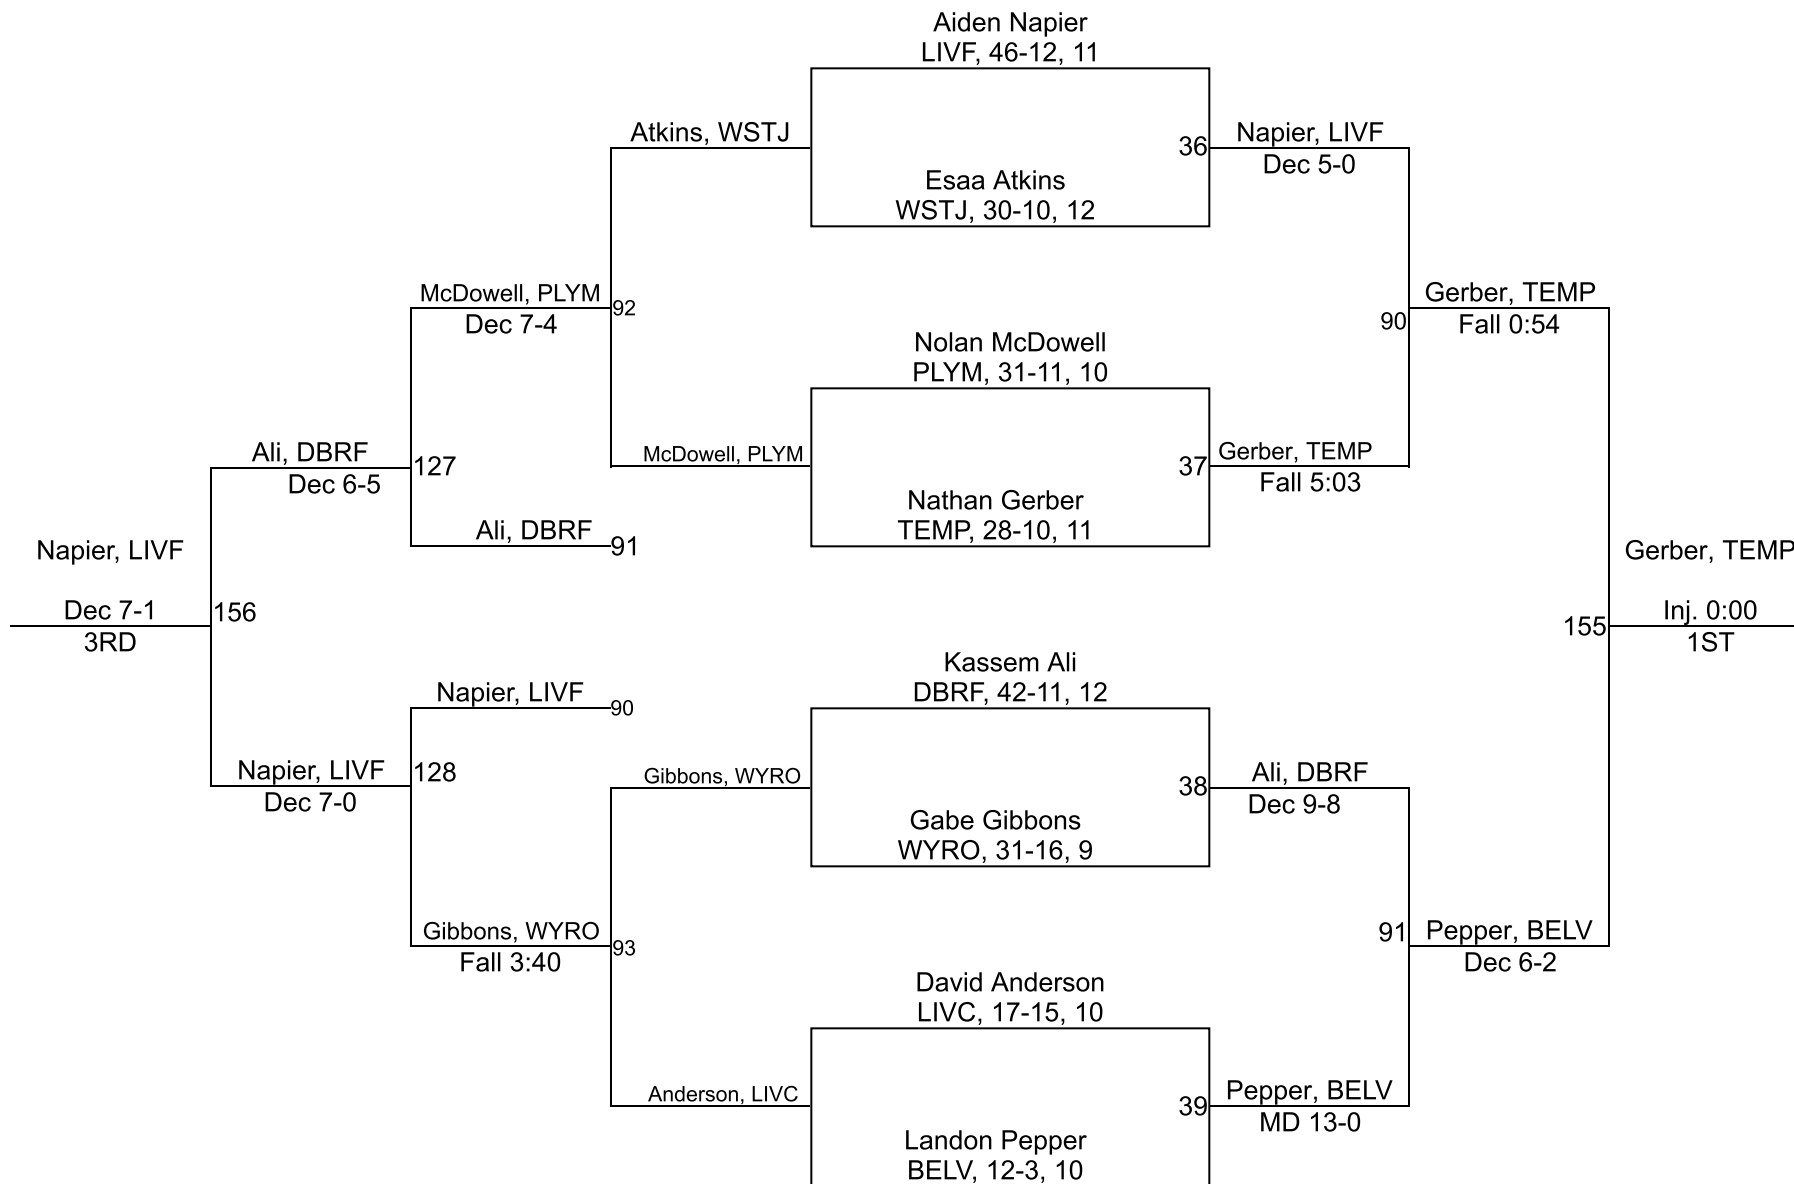 Aiden Napier
LIVF, 46-12, 11
Atkins, WSTJ
36
Napier, LIVF
Dec 5-0
Esaa Atkins
WSTJ, 30-10, 12
McDowell, PLYM
Dec 7-4
92
90
Gerber, TEMP
Fall 0:54
Nolan McDowell
PLYM, 31-11, 10
Ali, DBRF
Dec 6-5
127
McDowell, PLYM
37
Gerber, TEMP
Fall 5:03
Nathan Gerber
TEMP, 28-10, 11
Ali, DBRF
91
Napier, LIVF
Dec 7-1
3RD
156
155
Gerber, TEMP
Inj. 0:00
1ST
Kassem Ali
DBRF, 42-11, 12
Napier, LIVF
90
Napier, LIVF
Dec 7-0
128
Gibbons, WYRO
38
Ali, DBRF
Dec 9-8
Gabe Gibbons
WYRO, 31-16, 9
Gibbons, WYRO
Fall 3:40
93
91
Pepper, BELV
Dec 6-2
David Anderson
LIVC, 17-15, 10
Anderson, LIVC
39
Pepper, BELV
MD 13-0
Landon Pepper
BELV, 12-3, 10